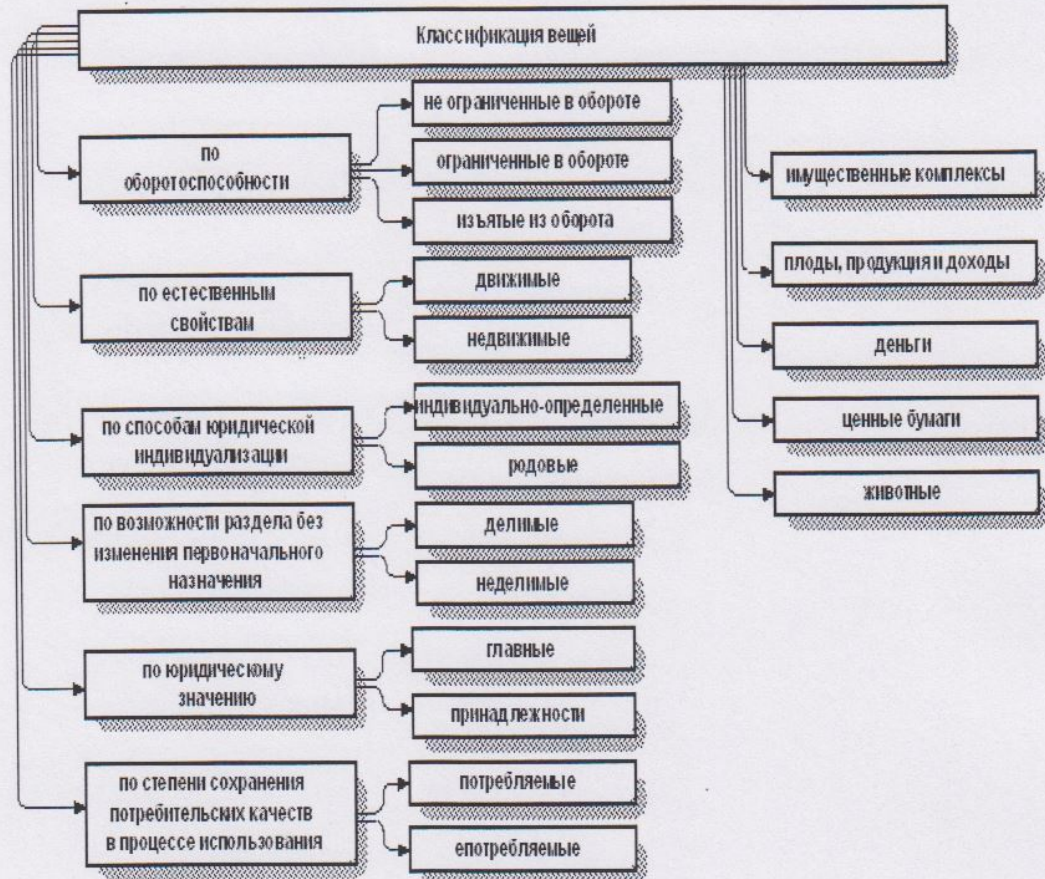 Классификация вещей
по
оборотоспособности
не ограниченные в обороте
ограниченные в обороте
изъятые из оборота
по естественным
свойствам
движимые
недвижимые
по способам юридической
индивидуализации
индивидуально-определенные
родовые
по возможности раздела без
изменения первоначального
назначения
делимые
неделимые
по юридическому
значению
главные
принадлежности
по степени сохранения
потребительских качеств
в процессе использования
потребляемые
епотребляемые
имущественные комплексы
плоды, продукция и доходы
деньги
ценные бумаги
животные